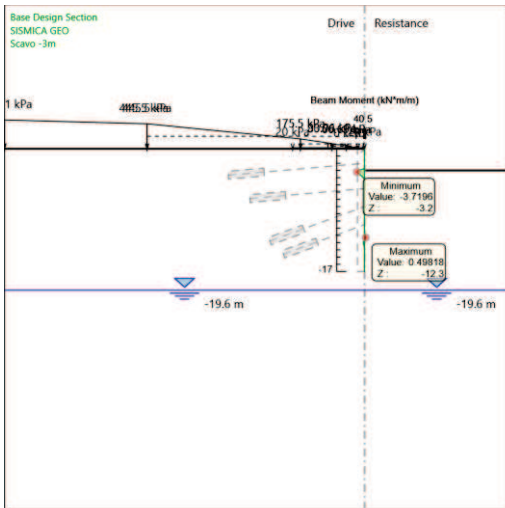 Base Design Section
SISMICA GEO
Scavo -3m
Drive
Resistance
1 kPa
175.5 kPa
20 kPa
Beam Moment (kN*m/m)
40.5
Minimum
Value: -3.7196
Z : -3.2
Maximum
Value: 0.49818
Z : -12.3
-17
-19.6 m
-19.6 m